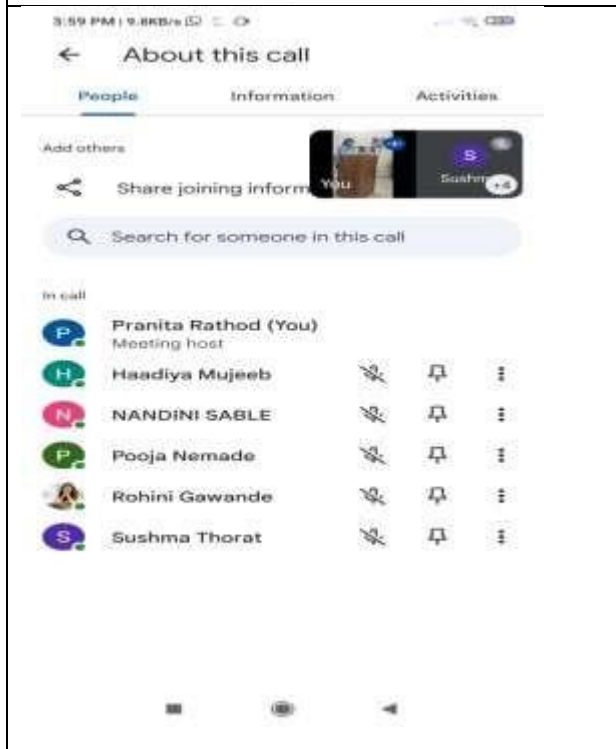 3:59 PM | 9.8KB/s
About this call
People Information Activities
Add others
Share joining inform
You
S
Sushm
+4
Search for someone in this call
In call
P Pranita Rathod (You)
Meeting host
H Haadiya Mujeeb
N NANDINI SABLE
P Pooja Nemade
Rohini Gawande
S Sushma Thorat